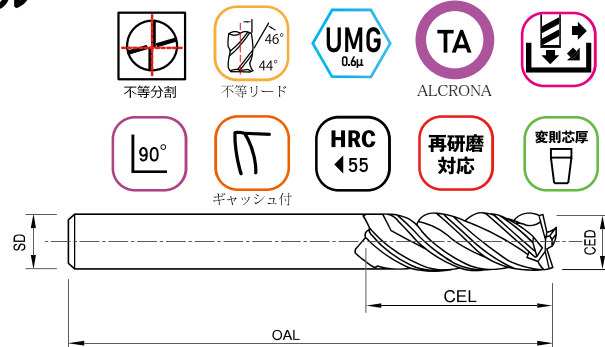 不等分割
46°
44°
不等リード
UMG
0.6μ
TA
ALCRONA
90°
ギャッシュ付
HRC
55
再研磨
対応
変則芯厚
SD
CED
CEL
OAL